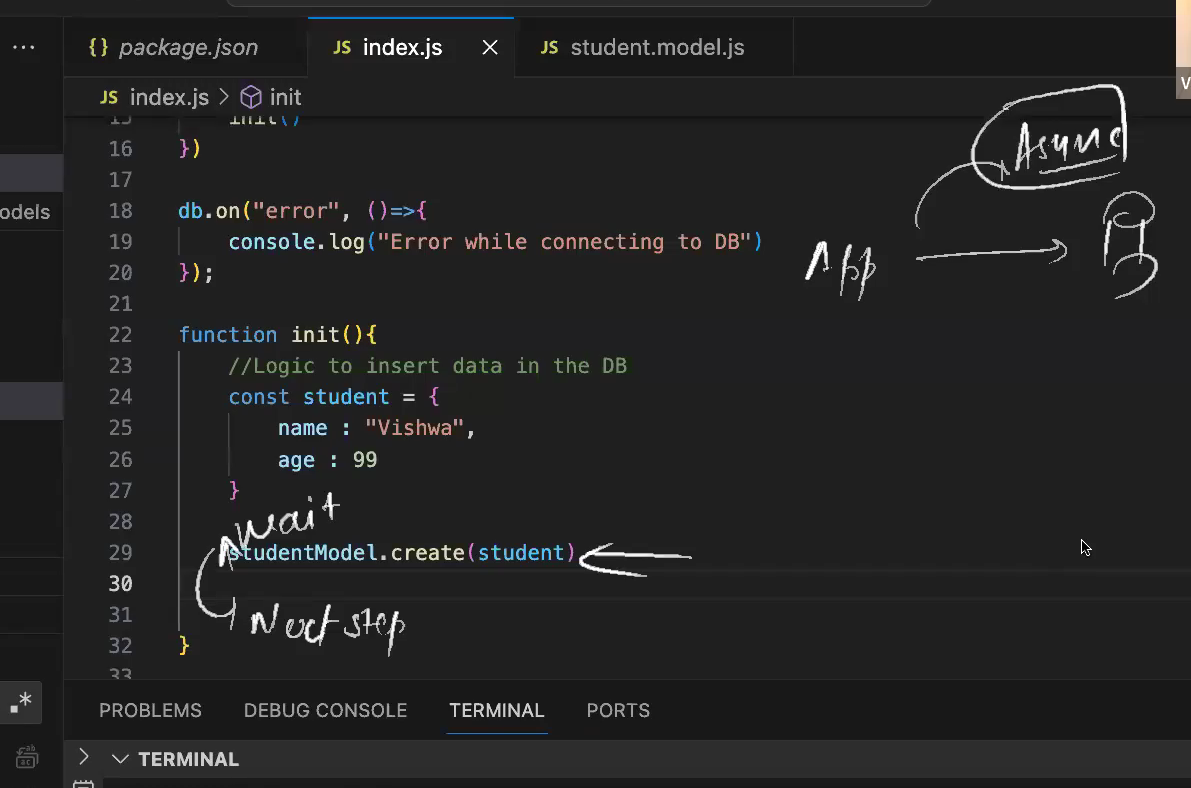 ... {} package.json JS index.js × JS student.model.js
JS index.js > init
V
15 init()
16 })
17
odels
18 db.on("error", ()=>{
19 console.log("Error while connecting to DB")
20 });
21
22 function init(){
23 //Logic to insert data in the DB
24 const student = {
25 name : "Vishwa",
26 age : 99
27 }
28
29 studentModel.create(student)
30
31
32 }
33
Async
App
Await
Next step
PROBLEMS DEBUG CONSOLE TERMINAL PORTS
.*
ab
ac
> TERMINAL